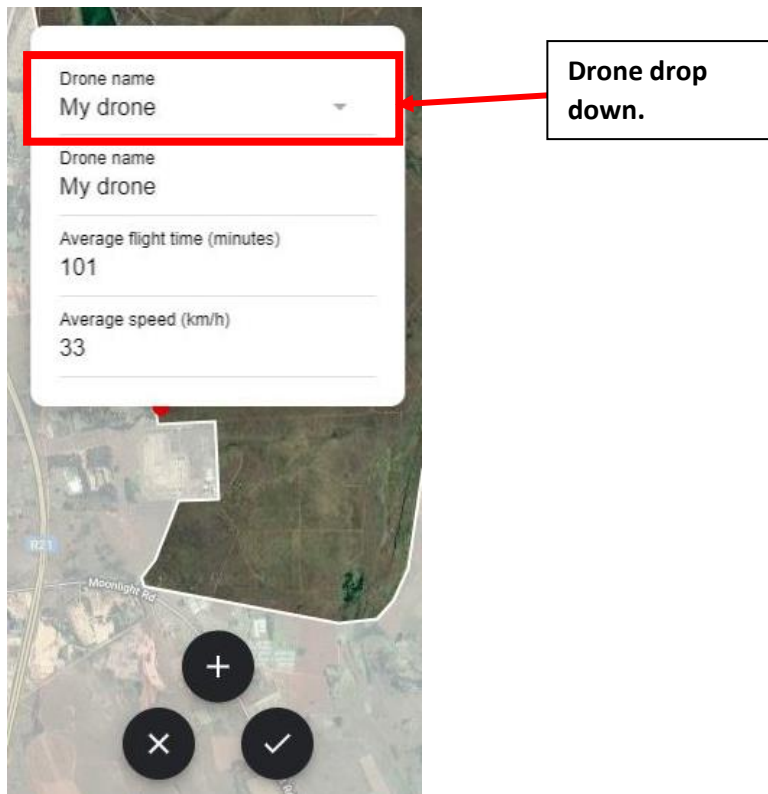 Drone name
My drone
Drone name
My drone
Average flight time (minutes)
101
Average speed (km/h)
33
Drone drop
down.
R21
Moonlight Rd